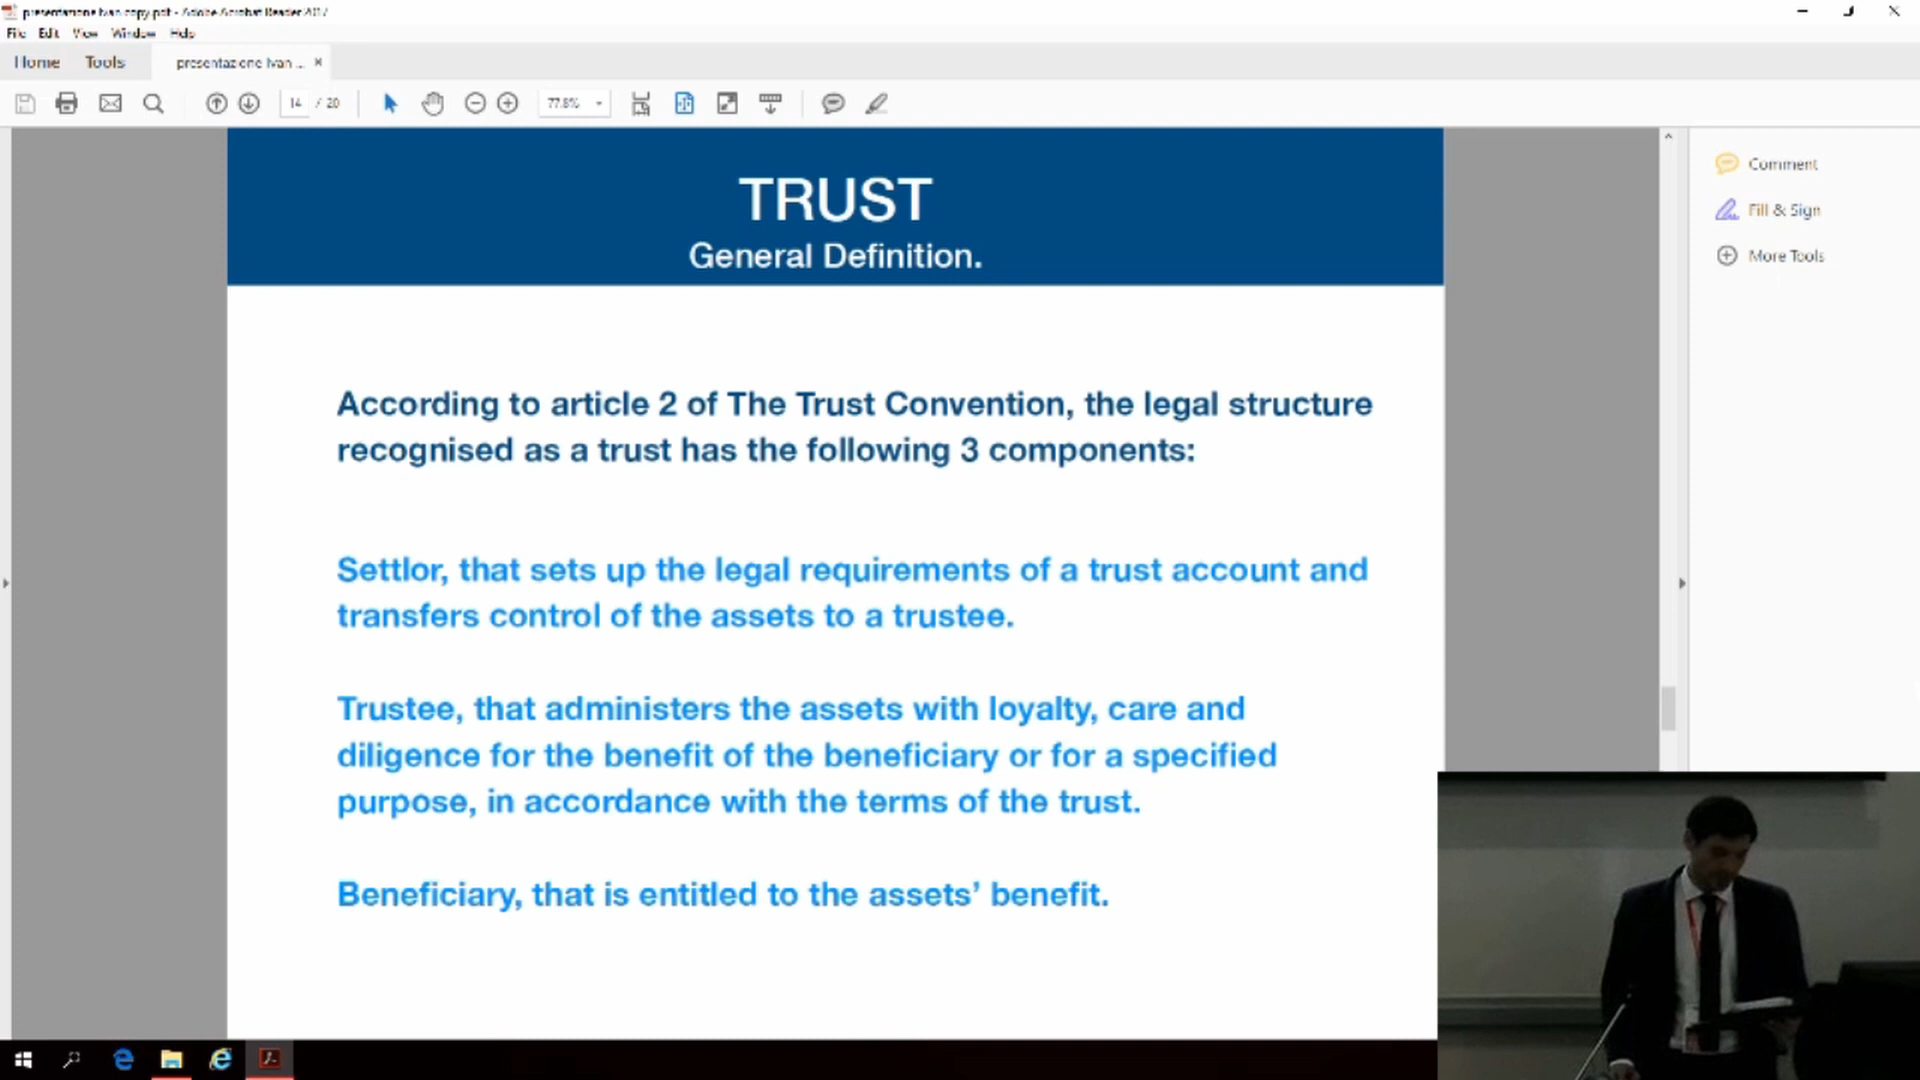 presentazione Ivan copy.pdf - Adobe Acrobat Reader 2017
File Edit View Window Help
Home Tools presentazione Ivan ... ×
14 / 20 77.8%
Comment
Fill & Sign
More Tools
TRUST
General Definition.
According to article 2 of The Trust Convention, the legal structure
recognised as a trust has the following 3 components:
Settlor, that sets up the legal requirements of a trust account and
transfers control of the assets to a trustee.
Trustee, that administers the assets with loyalty, care and
diligence for the benefit of the beneficiary or for a specified
purpose, in accordance with the terms of the trust.
Beneficiary, that is entitled to the assets’ benefit.